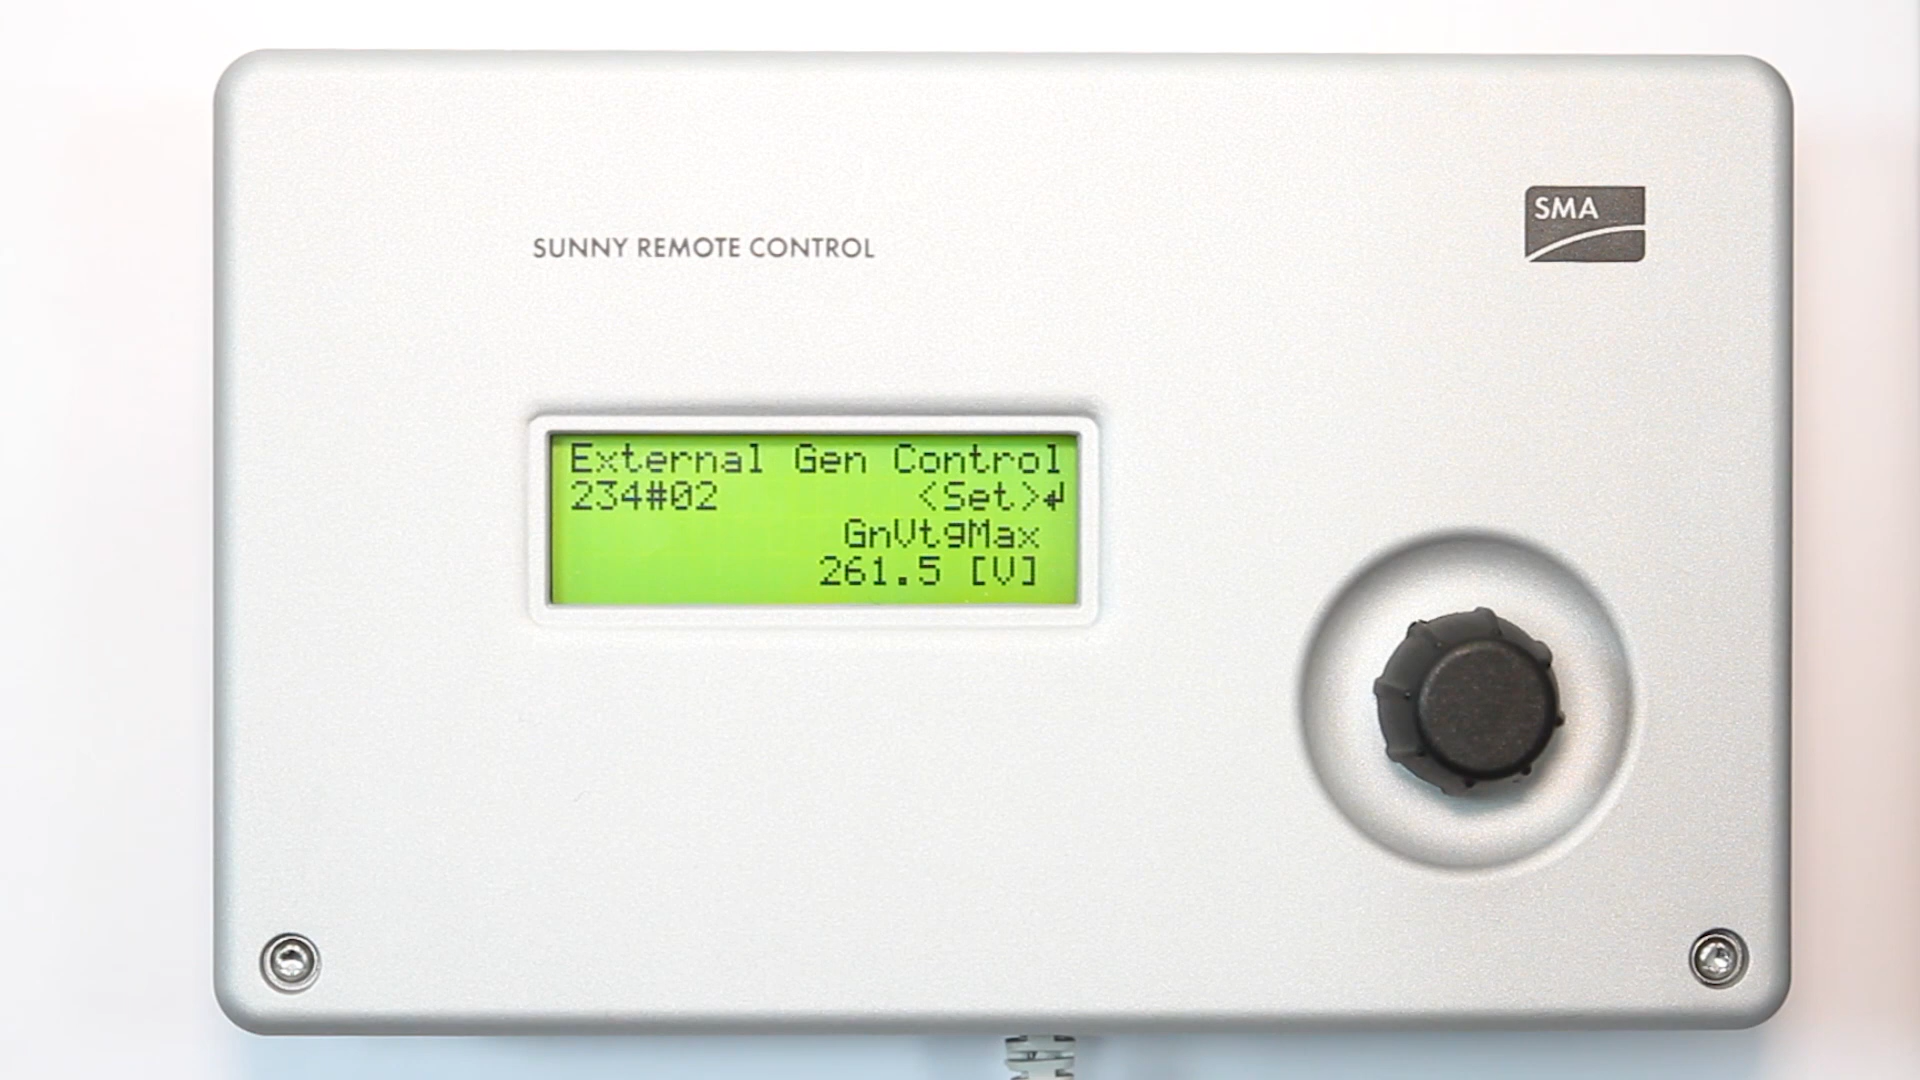 SMA
SUNNY REMOTE CONTROL
External Gen Control
234#02 <Set>↲
GnVtgMax
261.5 [V]